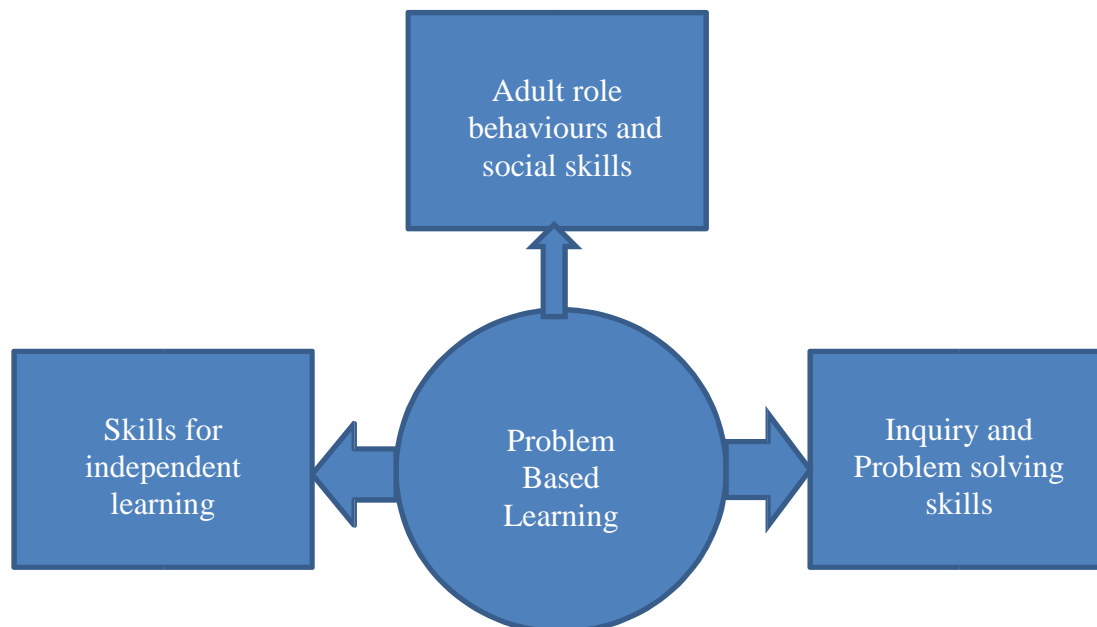 Adult role
behaviours and
social skills
Skills for
independent
learning
Problem
Based
Learning
Inquiry and
Problem solving
skills